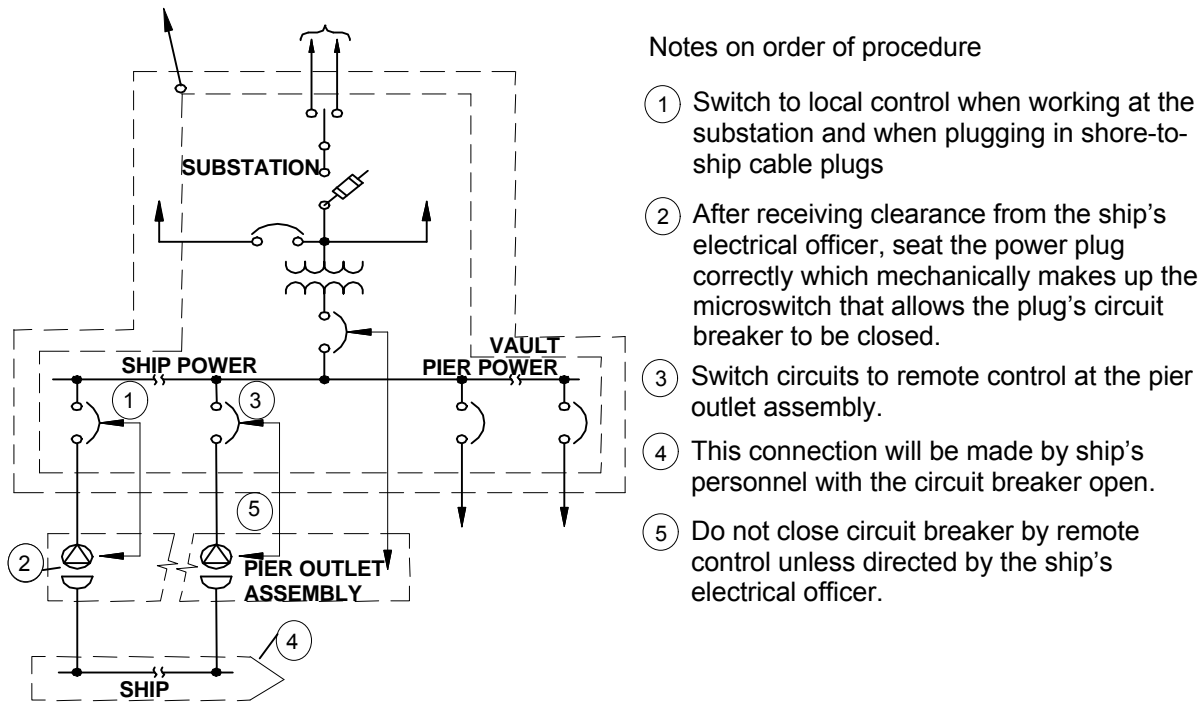 Notes on order of procedure
1 Switch to local control when working at the
substation and when plugging in shore-to-
ship cable plugs
2 After receiving clearance from the ship's
electrical officer, seat the power plug
correctly which mechanically makes up the
microswitch that allows the plug's circuit
breaker to be closed.
3 Switch circuits to remote control at the pier
outlet assembly.
4 This connection will be made by ship's
personnel with the circuit breaker open.
5 Do not close circuit breaker by remote
control unless directed by the ship's
electrical officer.
SUBSTATION
VAULT
SHIP POWER
PIER POWER
1
3
5
2
PIER OUTLET
ASSEMBLY
4
SHIP